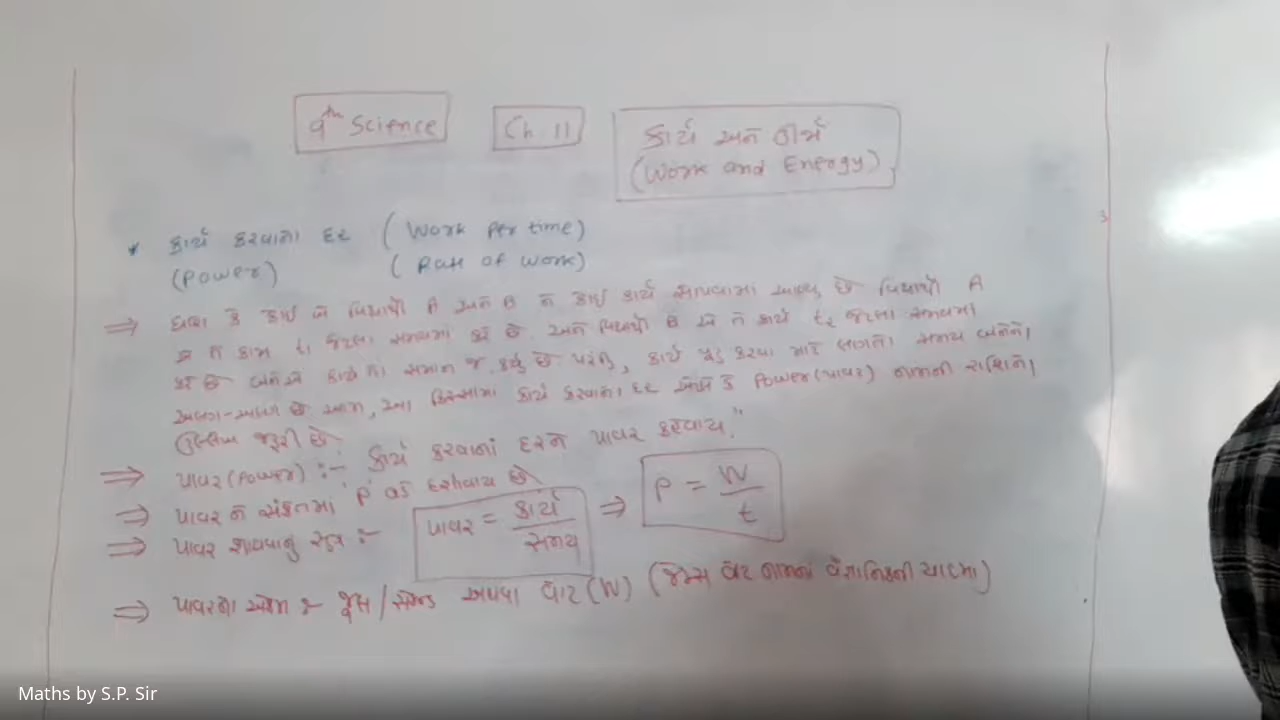 9th Science
Ch. 11
કાર્ય અને ઊર્જા
(Work and Energy)
* કાર્ય કરવાનો દર (Work Per time)
(Power) (Rate of work)
⇒ ધારો કે કોઈ બે વિદ્યાર્થી A અને B ને કોઈ કાર્ય સોંપવામાં આવ્યુ છે વિદ્યાર્થી A
તે કામ t₁ જેટલા સમયમાં કરે છે. અને વિદ્યાર્થી B એ તે કાર્ય t₂ જેટલા સમયમાં
કરે છે બંનેએ કાર્ય તો સમાન જ કર્યુ છે પરંતુ, કાર્ય પૂરુ કરવા માટે લાગતો સમય બંનેનો
અલગ-અલગ છે આમ, આ કિસ્સામાં કાર્ય કરવાનો દર એટલે કે Power (પાવર) નામની રાશિનો
ઉલ્લેખ જરૂરી છે
⇒ પાવર (Power) :- કાર્ય કરવાનાં દરને પાવર કહેવાય."
⇒ પાવર ને સંકેતમાં 'P' વડે દર્શાવાય છે
⇒ પાવર શોધવાનું સૂત્ર :- પાવર = કાર્ય / સમય ⇒ P = W / t
⇒ પાવરનો એકમ :- જૂલ / સેકન્ડ અથવા વોટ (W) (જેમ્સ વોટ નામનાં વૈજ્ઞાનિકની યાદમાં)
Maths by S.P. Sir